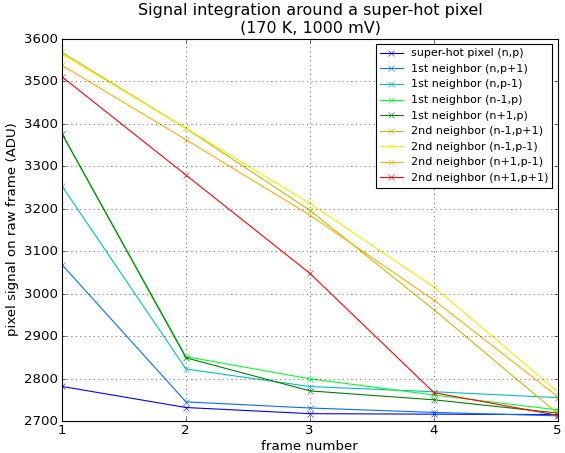 Signal integration around a super-hot pixel
(170 K, 1000 mV)
3600
3500
3400
3300
3200
3100
3000
2900
2800
2700
pixel signal on raw frame (ADU)
super-hot pixel (n,p)
1st neighbor (n,p+1)
1st neighbor (n,p-1)
1st neighbor (n-1,p)
1st neighbor (n+1,p)
2nd neighbor (n-1,p+1)
2nd neighbor (n-1,p-1)
2nd neighbor (n+1,p-1)
2nd neighbor (n+1,p+1)
1 2 3 4 5
frame number